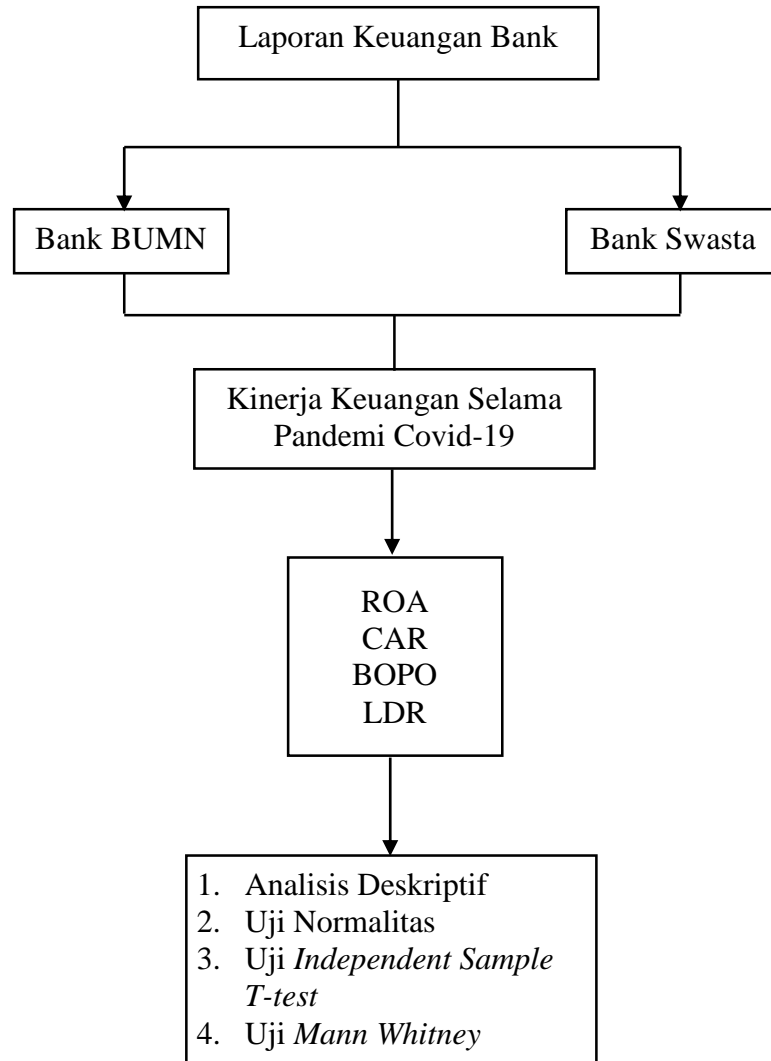 Laporan Keuangan Bank
Bank BUMN
Bank Swasta
Kinerja Keuangan Selama
Pandemi Covid-19
ROA
CAR
BOPO
LDR
1. Analisis Deskriptif
2. Uji Normalitas
3. Uji Independent Sample
T-test
4. Uji Mann Whitney